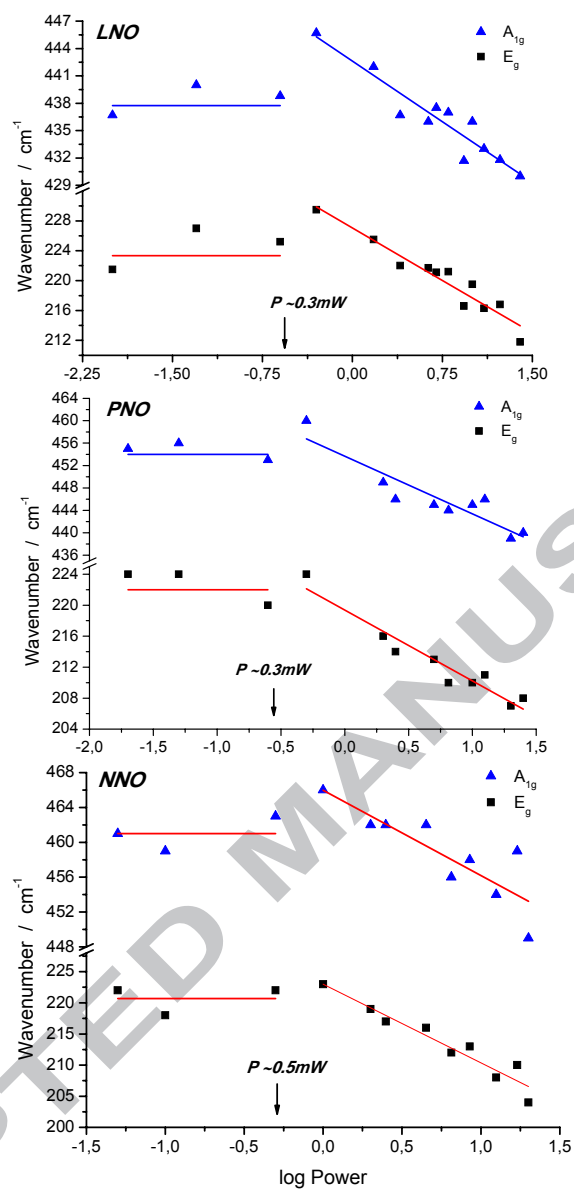 LNO
A1g
Eg
447
444
441
438
435
432
429
228
224
220
216
212
Wavenumber / cm-1
P ~0.3mW
-2,25 -1,50 -0,75 0,00 0,75 1,50
PNO
A1g
Eg
464
460
456
452
448
444
440
436
224
220
216
212
208
204
Wavenumber / cm-1
P ~0.3mW
-2,0 -1,5 -1,0 -0,5 0,0 0,5 1,0 1,5
NNO
A1g
Eg
468
464
460
456
452
448
225
220
215
210
205
200
Wavenumber / cm-1
P ~0.5mW
-1,5 -1,0 -0,5 0,0 0,5 1,0 1,5
log Power
PTED MANUS